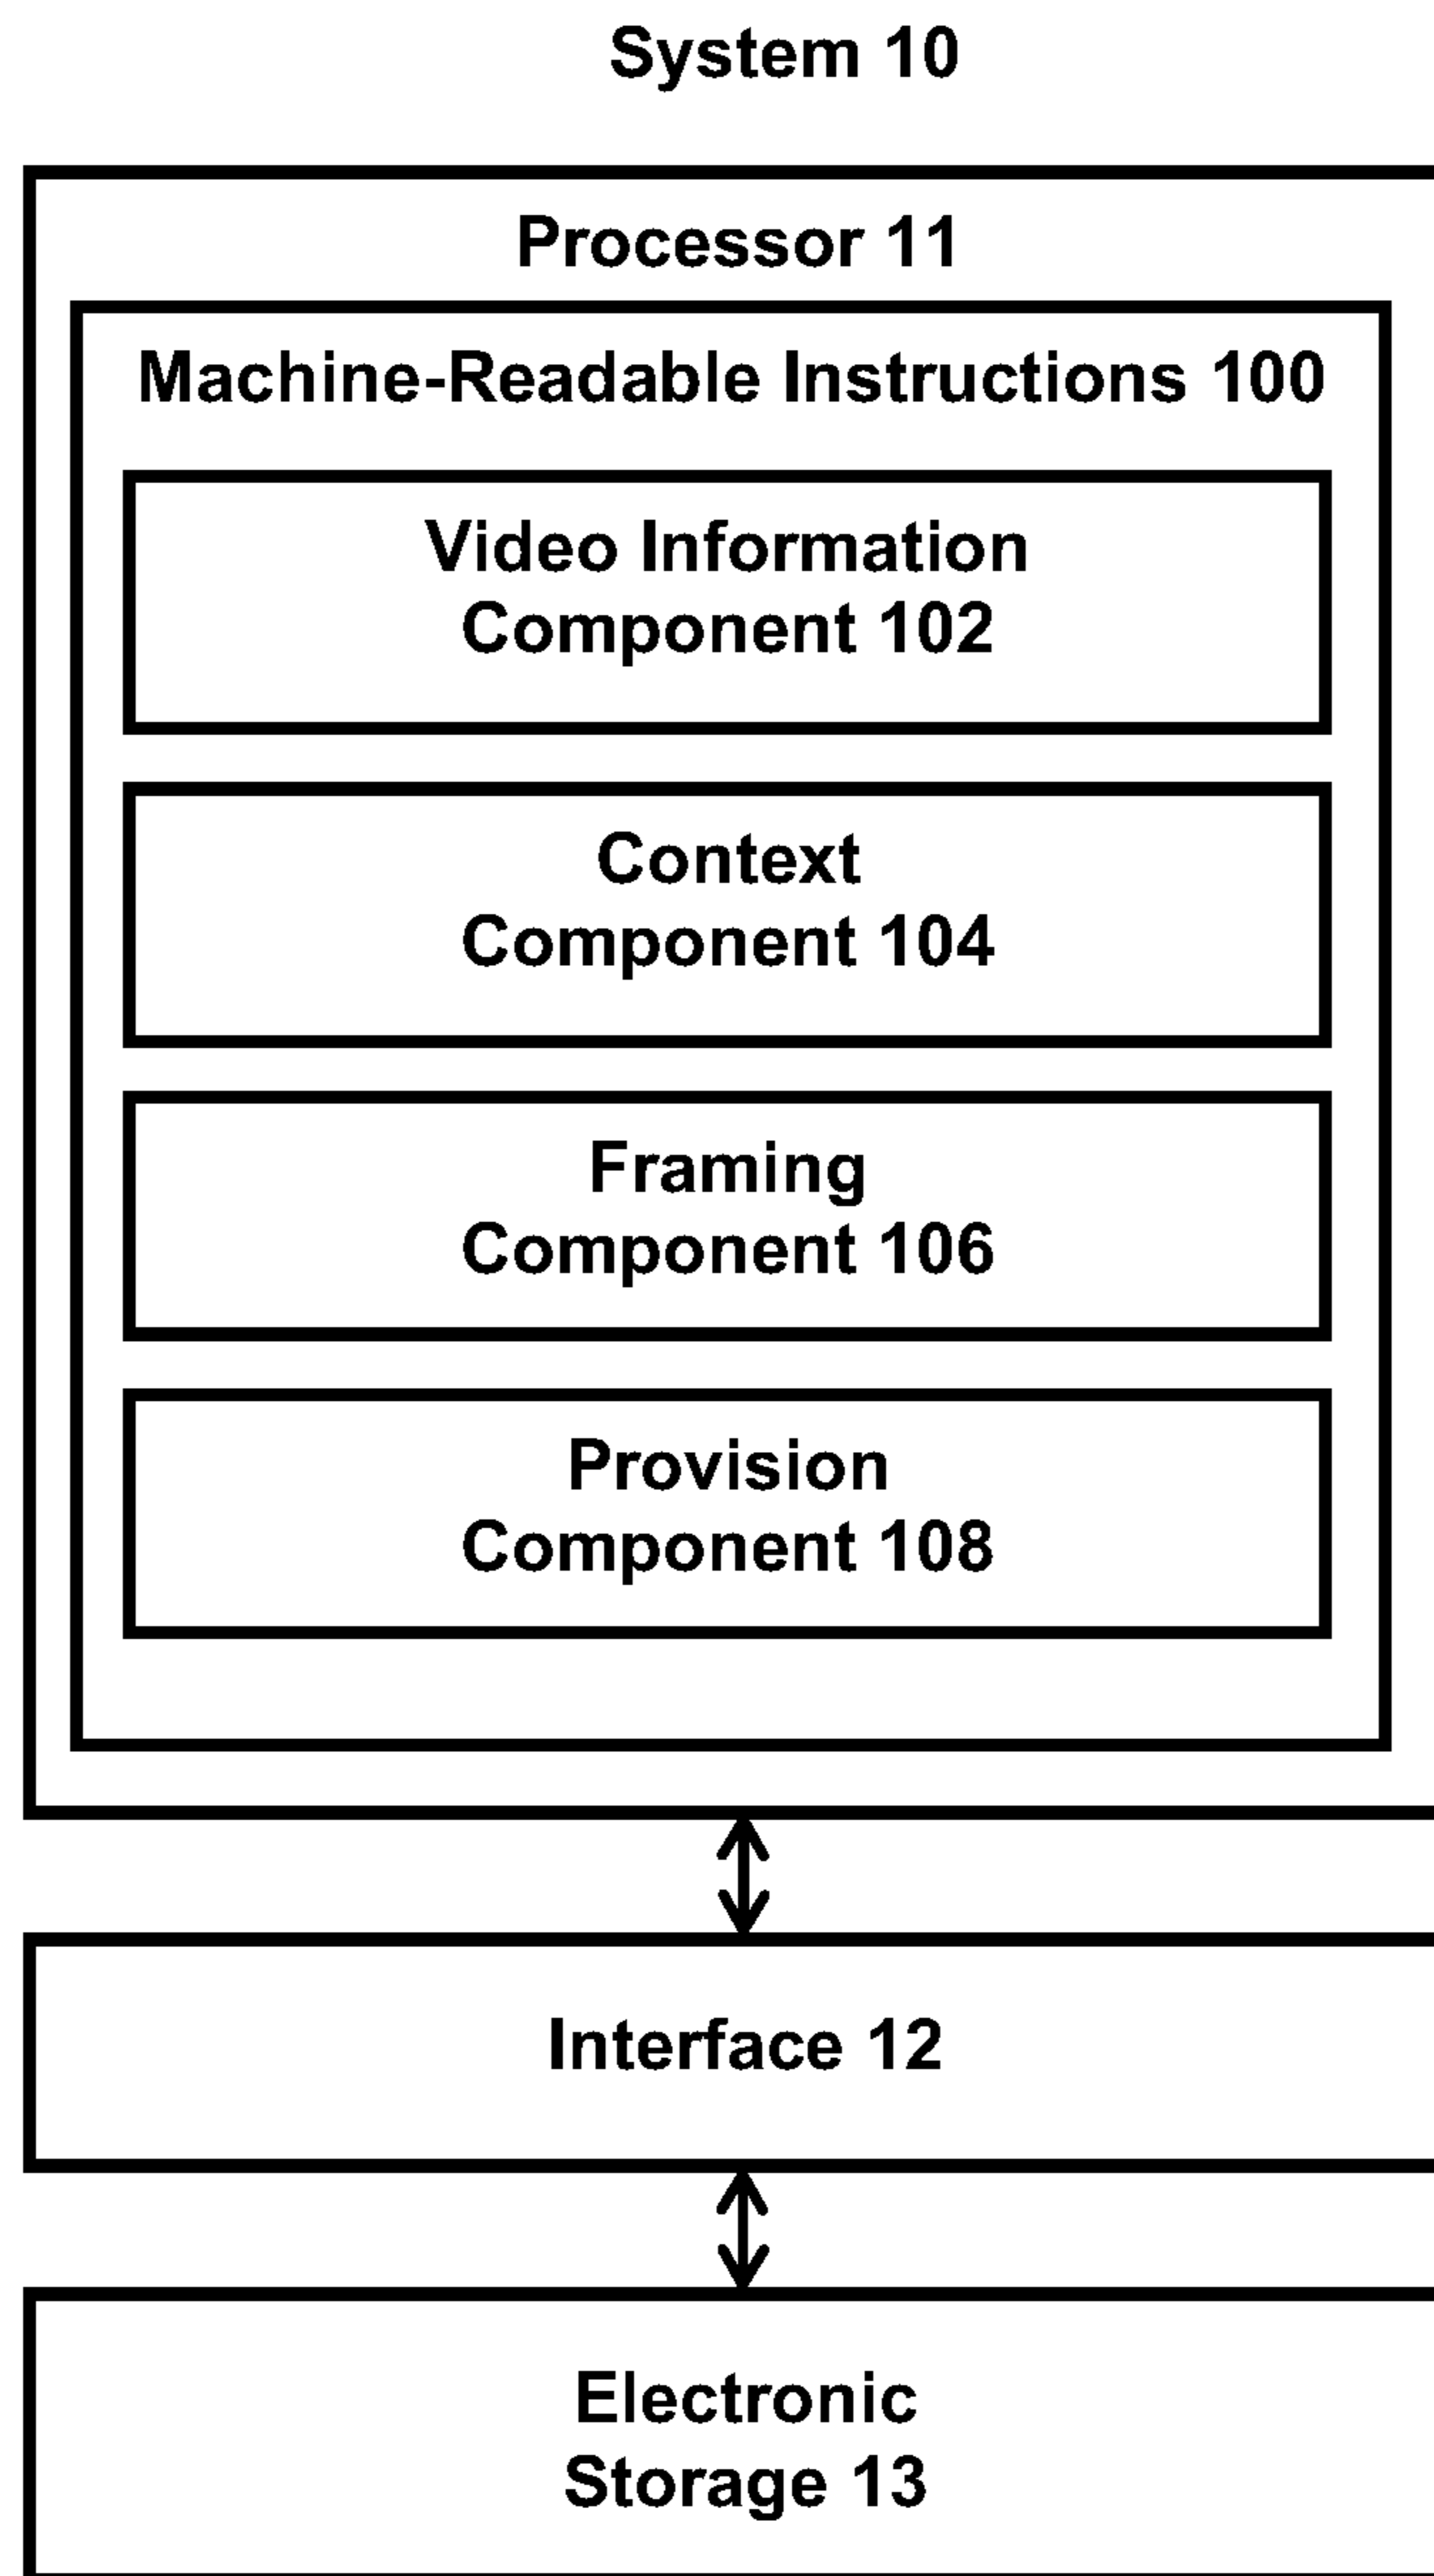 System 10
Processor 11
Machine-Readable Instructions 100
Video Information
Component 102
Context
Component 104
Framing
Component 106
Provision
Component 108
Interface 12
Electronic
Storage 13